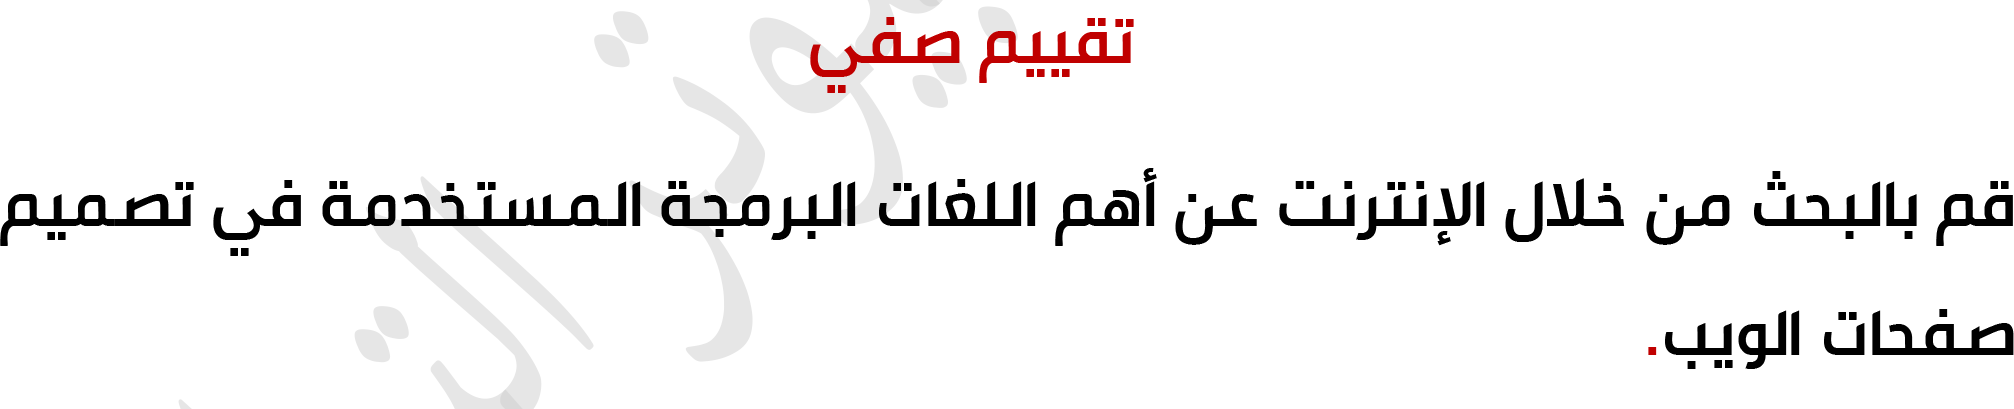 تقييم صفي
قم بالبحث من خلال الإنترنت عن أهم اللغات البرمجة المستخدمة في تصميم
صفحات الويب.